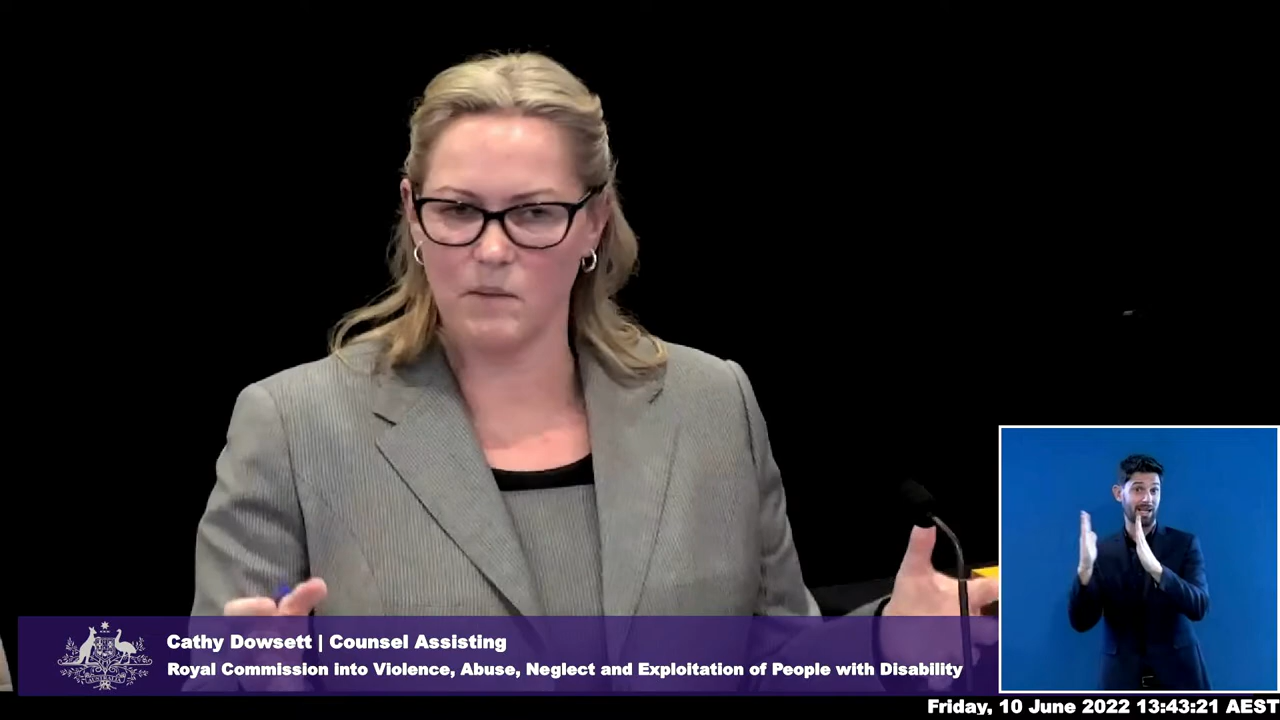 Cathy Dowsett | Counsel Assisting
Royal Commission into Violence, Abuse, Neglect and Exploitation of People with Disability
Friday, 10 June 2022 13:43:21 AEST